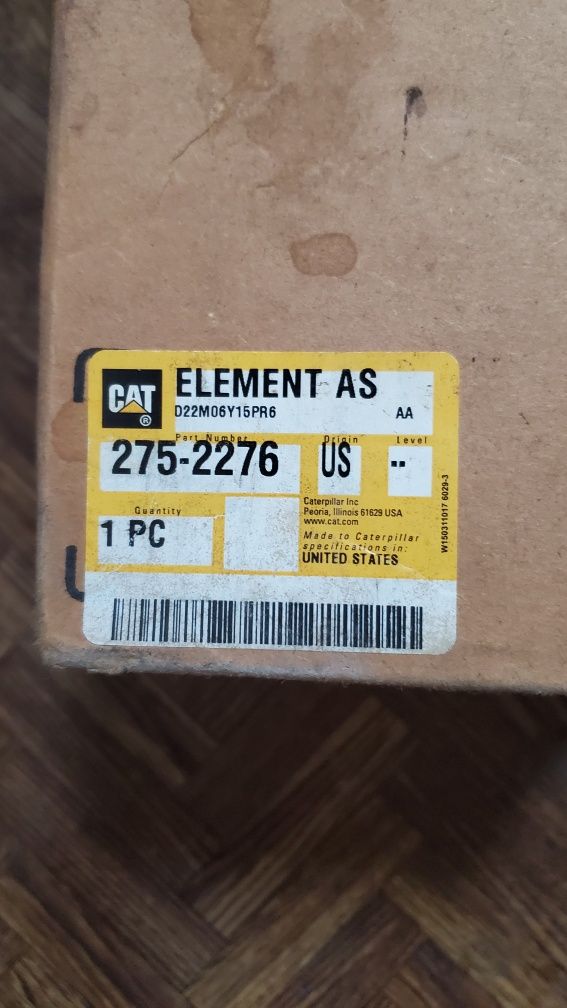 CAT
®
ELEMENT AS
D22M06Y15PR6 AA
Part Number Origin Level
275-2276 US --
Quantity
1 PC
Caterpillar Inc
Peoria, Illinois 61629 USA
www.cat.com
Made to Caterpillar
specifications in:
UNITED STATES
W150311017 6029-3